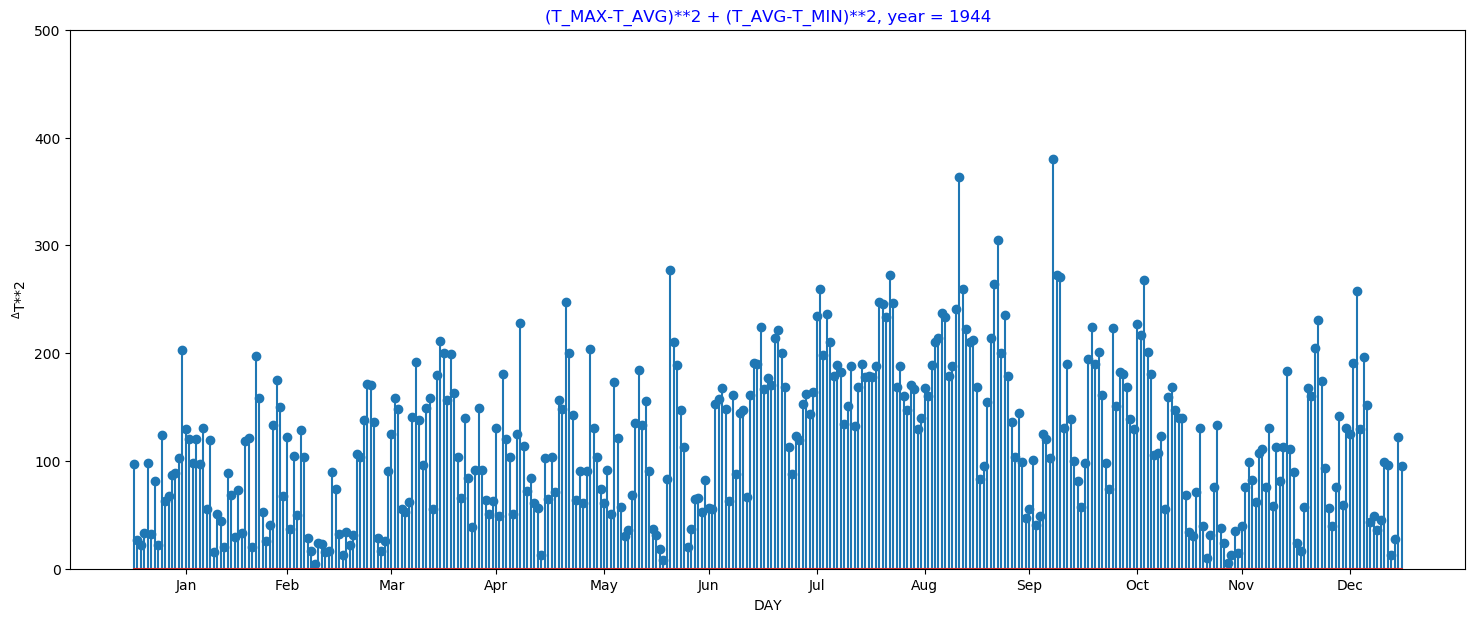 (T_MAX-T_AVG)**2 + (T_AVG-T_MIN)**2, year = 1944
500
400
300
200
100
0
ΔT**2
Jan Feb Mar Apr May Jun Jul Aug Sep Oct Nov Dec
DAY